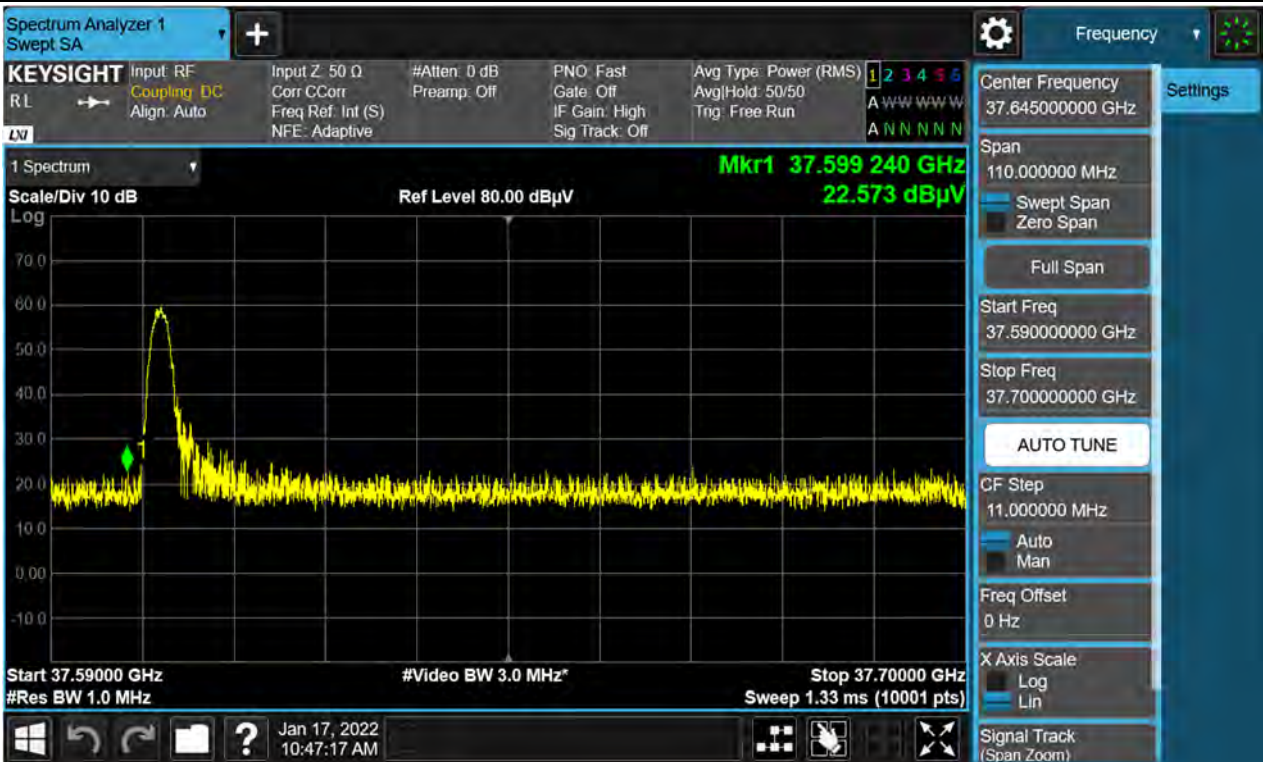 Spectrum Analyzer 1
Swept SA
+
Frequency
KEYSIGHT
R L
LXI
Input: RF
Coupling: DC
Align: Auto
Input Z: 50 Ω
Corr CCorr
Freq Ref: Int (S)
NFE: Adaptive
#Atten: 0 dB
Preamp: Off
PNO: Fast
Gate: Off
IF Gain: High
Sig Track: Off
Avg Type: Power (RMS)
Avg|Hold: 50/50
Trig: Free Run
1 2 3 4 5 6
A W W W W W
A N N N N N
1 Spectrum
Scale/Div 10 dB
Log
Ref Level 80.00 dBµV
Mkr1 37.599 240 GHz
22.573 dBµV
70.0
60.0
50.0
40.0
30.0
20.0
10.0
0.00
-10.0
Start 37.59000 GHz
#Res BW 1.0 MHz
#Video BW 3.0 MHz*
Stop 37.70000 GHz
Sweep 1.33 ms (10001 pts)
Center Frequency
37.645000000 GHz
Settings
Span
110.000000 MHz
Swept Span
Zero Span
Full Span
Start Freq
37.590000000 GHz
Stop Freq
37.700000000 GHz
AUTO TUNE
CF Step
11.000000 MHz
Auto
Man
Freq Offset
0 Hz
X Axis Scale
Log
Lin
Signal Track
(Span Zoom)
?
Jan 17, 2022
10:47:17 AM